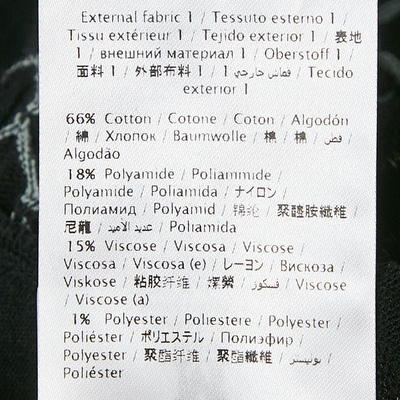 External fabric 1 / Tessuto esterno 1 /
Tissu extérieur 1 / Tejido exterior 1 / 表地
1 / внешний материал 1 / Oberstoff 1 /
面料 1 / 外部布料 1 / قماش خارجي 1 / Tecido
exterior 1
66% Cotton / Cotone / Coton / Algodón
/ 綿 / Хлопок / Baumwolle / 棉 / 棉 / قطن /
Algodão
18% Polyamide / Poliammide /
Polyamide / Poliamida / ナイロン /
Полиамид / Polyamid / 锦纶 / 聚醯胺纖維 /
尼龍 / عديد الأميد / Poliamida
15% Viscose / Viscosa / Viscose /
Viscosa / Viscosa (e) / レーヨン / Вискоза /
Viskose / 粘胶纤维 / 嫘縈 / فسكوز / Viscose
/ Viscose (a)
1% Polyester / Poliestere / Polyester /
Poliéster / ポリエステル / Полиэфир /
Polyester / 聚酯纤维 / 聚酯纖維 / بوليستر /
Poliéster